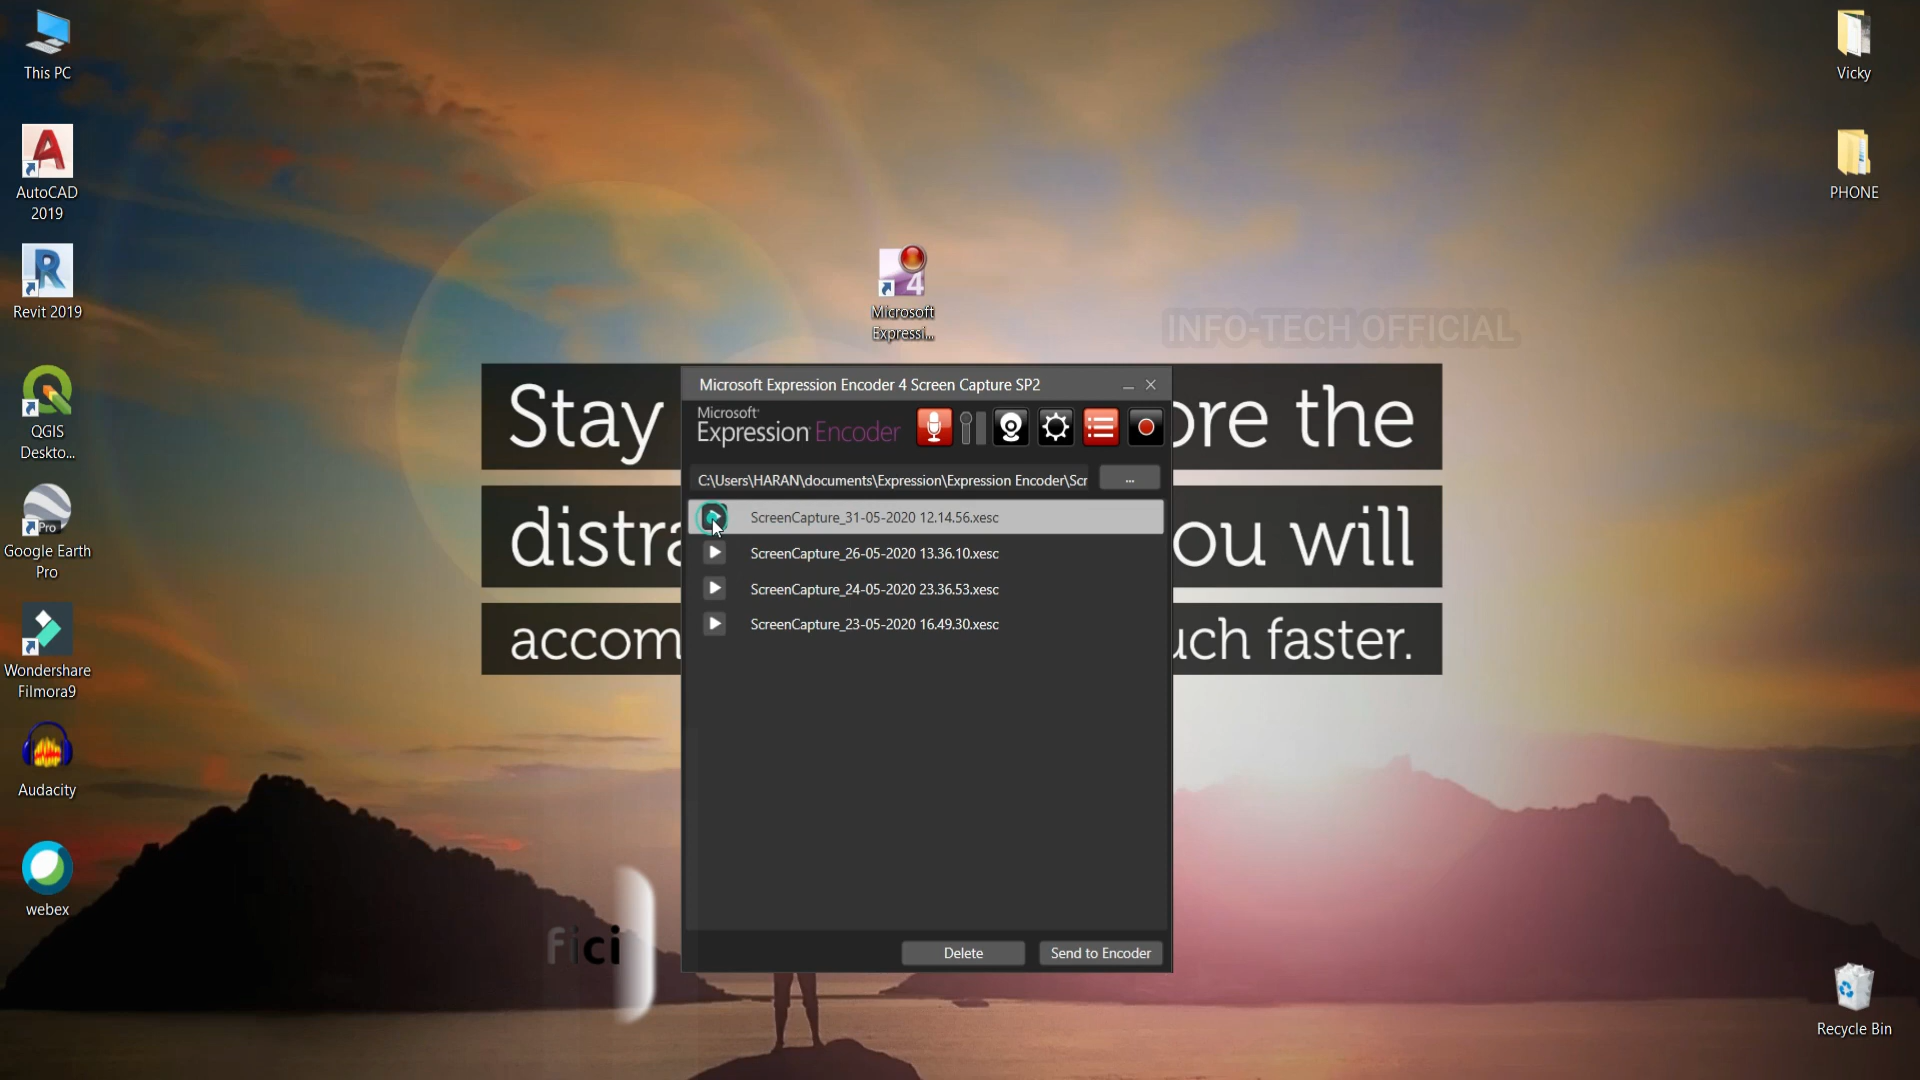 This PC
Vicky
AutoCAD
2019
PHONE
Revit 2019
4
Microsoft
Expressi...
INFO-TECH OFFICIAL
Stay
ore the
distra
ou will
accom
uch faster.
Microsoft Expression Encoder 4 Screen Capture SP2
Microsoft
Expression Encoder
C:\Users\HARAN\documents\Expression\Expression Encoder\Scr
...
ScreenCapture_31-05-2020 12.14.56.xesc
ScreenCapture_26-05-2020 13.36.10.xesc
ScreenCapture_24-05-2020 23.36.53.xesc
ScreenCapture_23-05-2020 16.49.30.xesc
Delete
Send to Encoder
QGIS
Deskto...
Pro
Google Earth
Pro
Wondershare
Filmora9
Audacity
webex
fici
Recycle Bin